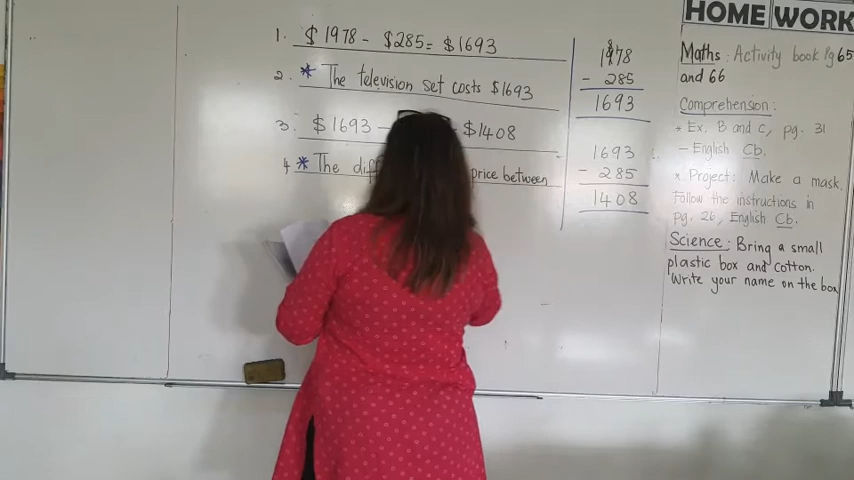 1. $ 1978 - $285 = $1693
2. * The television set costs $1693
3. $ 1693 - $1408
4 * The price between
1978
- 285
1693
1693
- 285
1408
HOME WORK
Maths: Activity book Pg 65
and 66
Comprehension:
* Ex. B and C, pg. 31
- English Cb.
* Project: Make a mask.
Follow the instructions in
pg. 26, English Cb.
Science: Bring a small
plastic box and cotton.
Write your name on the box